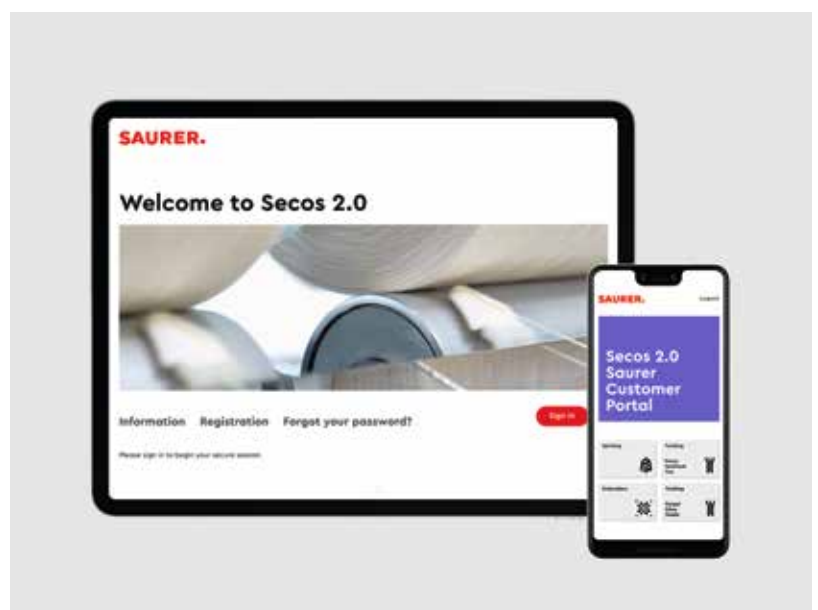 SAURER.
Welcome to Secos 2.0
Information Registration Forgot your password?
Sign in
Please sign in to begin your secure session
SAURER.
Secos 2.0
Saurer
Customer
Portal
Spinning
Twisting
Embroidery
Twisting